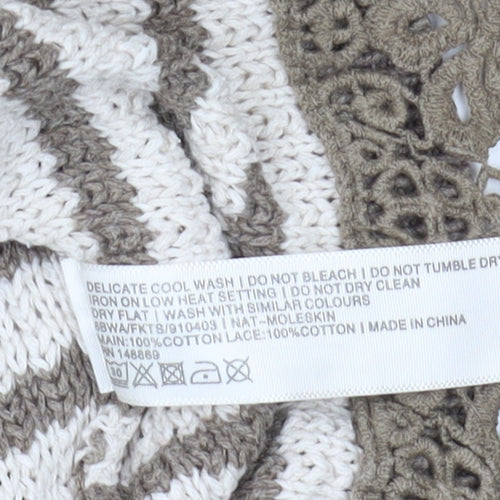 DELICATE COOL WASH | DO NOT BLEACH | DO NOT TUMBLE DRY
IRON ON LOW HEAT SETTING | DO NOT DRY CLEAN
DRY FLAT | WASH WITH SIMILAR COLOURS
BBWA/FKTS/910403 | NAT-MOLESKIN
MAIN:100%COTTON LACE:100%COTTON | MADE IN CHINA
RN 148869
30